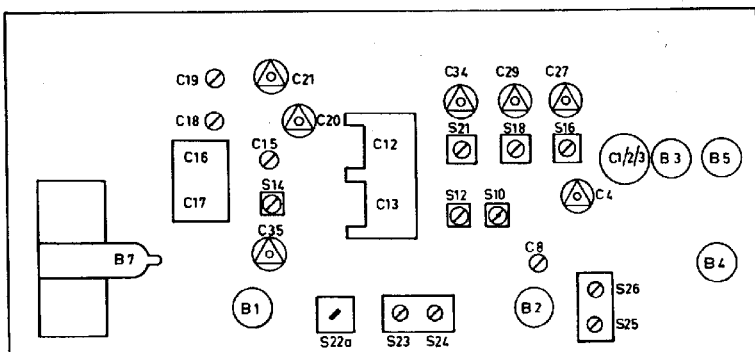 C34 C29 C27
C19 C21
C18 C20 S21 S18 S16
C16 C15 C12 C1/2/3 B3 B5
S14
C17 C13 S12 S10 C4
C35
B7 C8 B4
S26
B1 B2
S25
S22a S23 S24